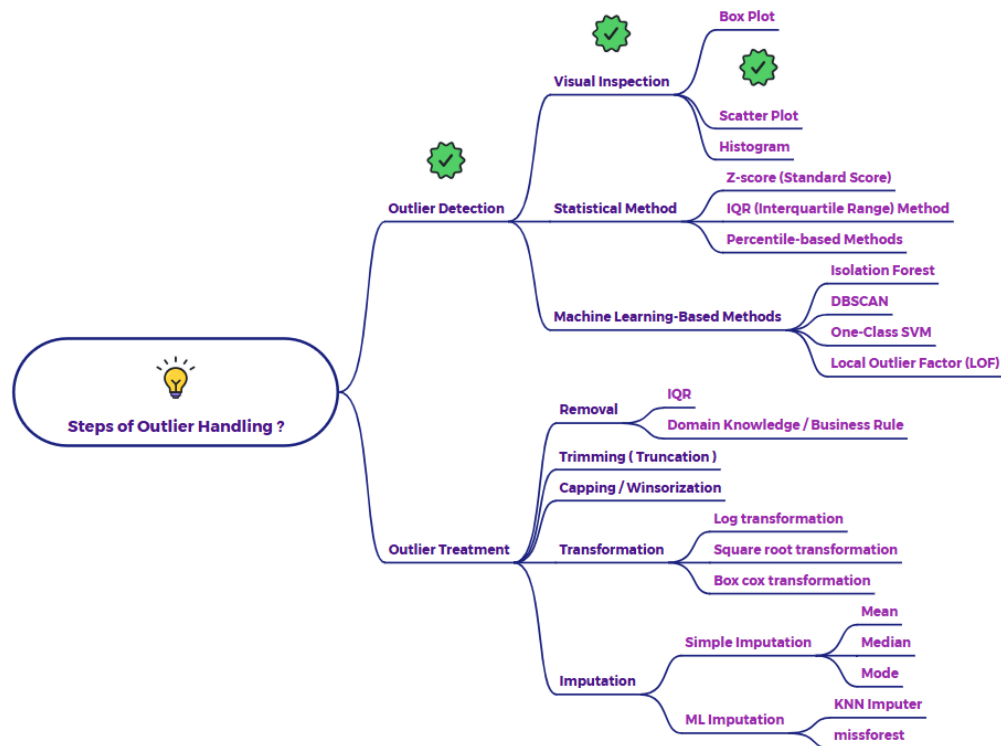 Steps of Outlier Handling ?
Outlier Detection
Visual Inspection
Box Plot
Scatter Plot
Histogram
Statistical Method
Z-score (Standard Score)
IQR (Interquartile Range) Method
Percentile-based Methods
Machine Learning-Based Methods
Isolation Forest
DBSCAN
One-Class SVM
Local Outlier Factor (LOF)
Outlier Treatment
Removal
IQR
Domain Knowledge / Business Rule
Trimming ( Truncation )
Capping / Winsorization
Transformation
Log transformation
Square root transformation
Box cox transformation
Imputation
Simple Imputation
Mean
Median
Mode
ML Imputation
KNN Imputer
missforest